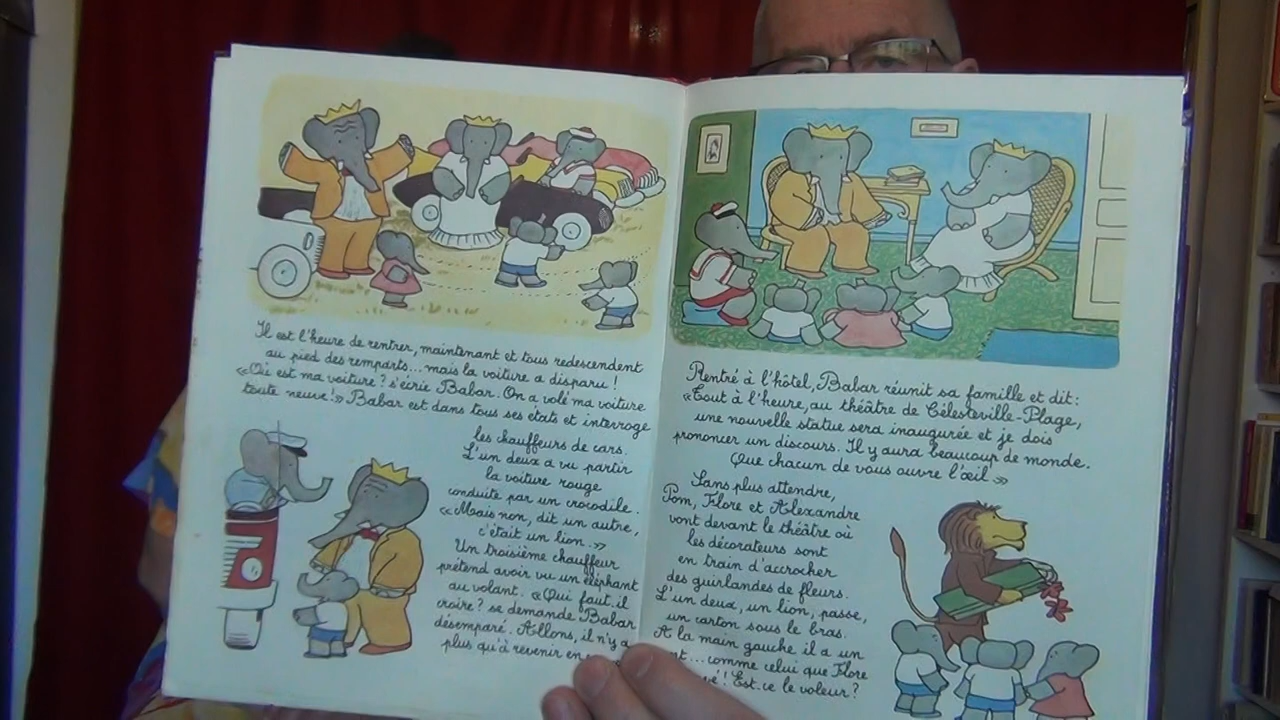 Il est l'heure de rentrer, maintenant et tous redescendent
au pied des remparts... mais la voiture a disparu !
«Où est ma voiture ? s'écrie Babar. On a volé ma voiture
toute neuve !» Babar est dans tous ses états et interroge
les chauffeurs de cars.
L'un deux a vu partir
la voiture rouge
conduite par un crocodile.
«Mais non, dit un autre,
c'était un lion.»
Un troisième chauffeur
prétend avoir vu un éléphant
au volant. «Qui faut-il
croire ? se demande Babar
désemparé. Allons, il n'y a
plus qu'à revenir en
Rentré à l'hôtel, Babar réunit sa famille et dit :
«Tout à l'heure, au théâtre de Célesteville-Plage,
une nouvelle statue sera inaugurée et je dois
prononcer un discours. Il y aura beaucoup de monde.
Que chacun de vous ouvre l'œil.»
Sans plus attendre,
Pom, Flore et Alexandre
vont devant le théâtre où
les décorateurs sont
en train d'accrocher
des guirlandes de fleurs.
L'un deux, un lion, passe,
un carton sous le bras.
A la main gauche il a un
...comme celui que Flore
! Est-ce le voleur ?